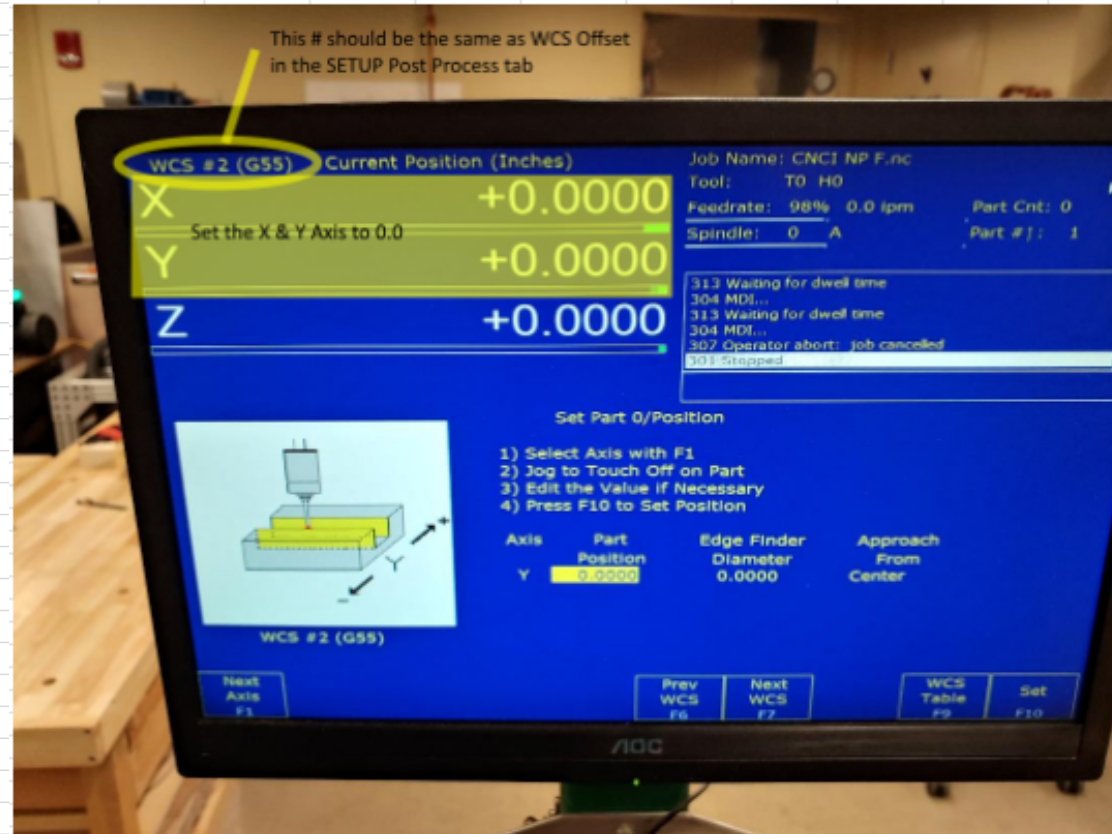 This # should be the same as WCS Offset
in the SETUP Post Process tab
WCS #2 (G55) Current Position (Inches)
X +0.0000
Set the X & Y Axis to 0.0
Y +0.0000
Z +0.0000
Job Name: CNCI NP F.nc
Tool: T0 H0
Feedrate: 98% 0.0 ipm Part Cnt: 0
Spindle: 0 A Part #: 1
313 Waiting for dwell time
304 MDI...
313 Waiting for dwell time
304 MDI...
307 Operator abort: job cancelled
301 Stopped
Set Part 0/Position
1) Select Axis with F1
2) Jog to Touch Off on Part
3) Edit the Value if Necessary
4) Press F10 to Set Position
Axis Part Edge Finder Approach
Position Diameter From
Y 0.0000 0.0000 Center
Y
WCS #2 (G55)
Next Axis F1
Prev WCS F6
Next WCS F7
WCS Table F9
Set F10
AOC